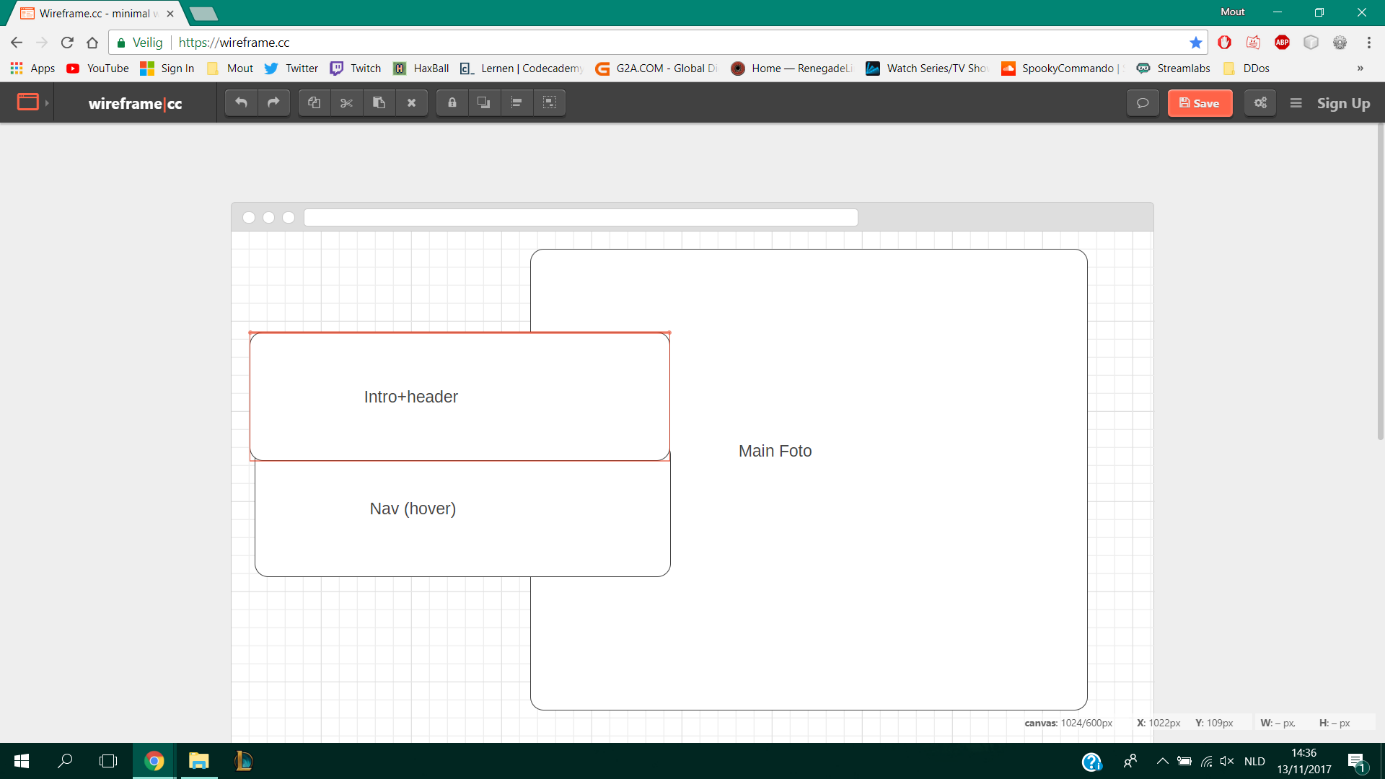 Wireframe.cc - minimal w
Mout
Veilig https://wireframe.cc
ABP
Apps YouTube Sign In Mout Twitter Twitch HaxBall Lernen | Codecademy G2A.COM - Global Di Home — RenegadeLi Watch Series/TV Sho SpookyCommando | Streamlabs DDos »
wireframe|cc Save Sign Up
Intro+header
Main Foto
Nav (hover)
canvas: 1024/600px X: 1022px Y: 109px W: – px. H: – px
14:36
NLD
13/11/2017
1